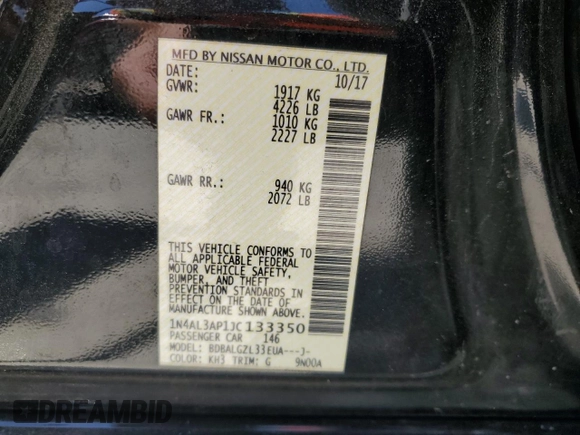 MFD BY NISSAN MOTOR CO., LTD.
DATE: 10/17
GVWR: 1917 KG
4226 LB
GAWR FR.: 1010 KG
2227 LB
GAWR RR.: 940 KG
2072 LB
THIS VEHICLE CONFORMS TO
ALL APPLICABLE FEDERAL
MOTOR VEHICLE SAFETY,
BUMPER, AND THEFT
PREVENTION STANDARDS IN
EFFECT ON THE DATE OF
MANUFACTURE SHOWN ABOVE.
1N4AL3AP1JC133350
PASSENGER CAR 146
MODEL: BDBALGZL33EUA---J-
COLOR: KH3 TRIM: G 9N00A
DREAMBID